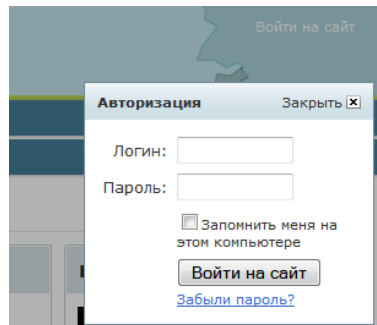 Войти на сайт
Авторизация Закрыть
Логин:
Пароль:
Запомнить меня на
этом компьютере
Войти на сайт
Забыли пароль?